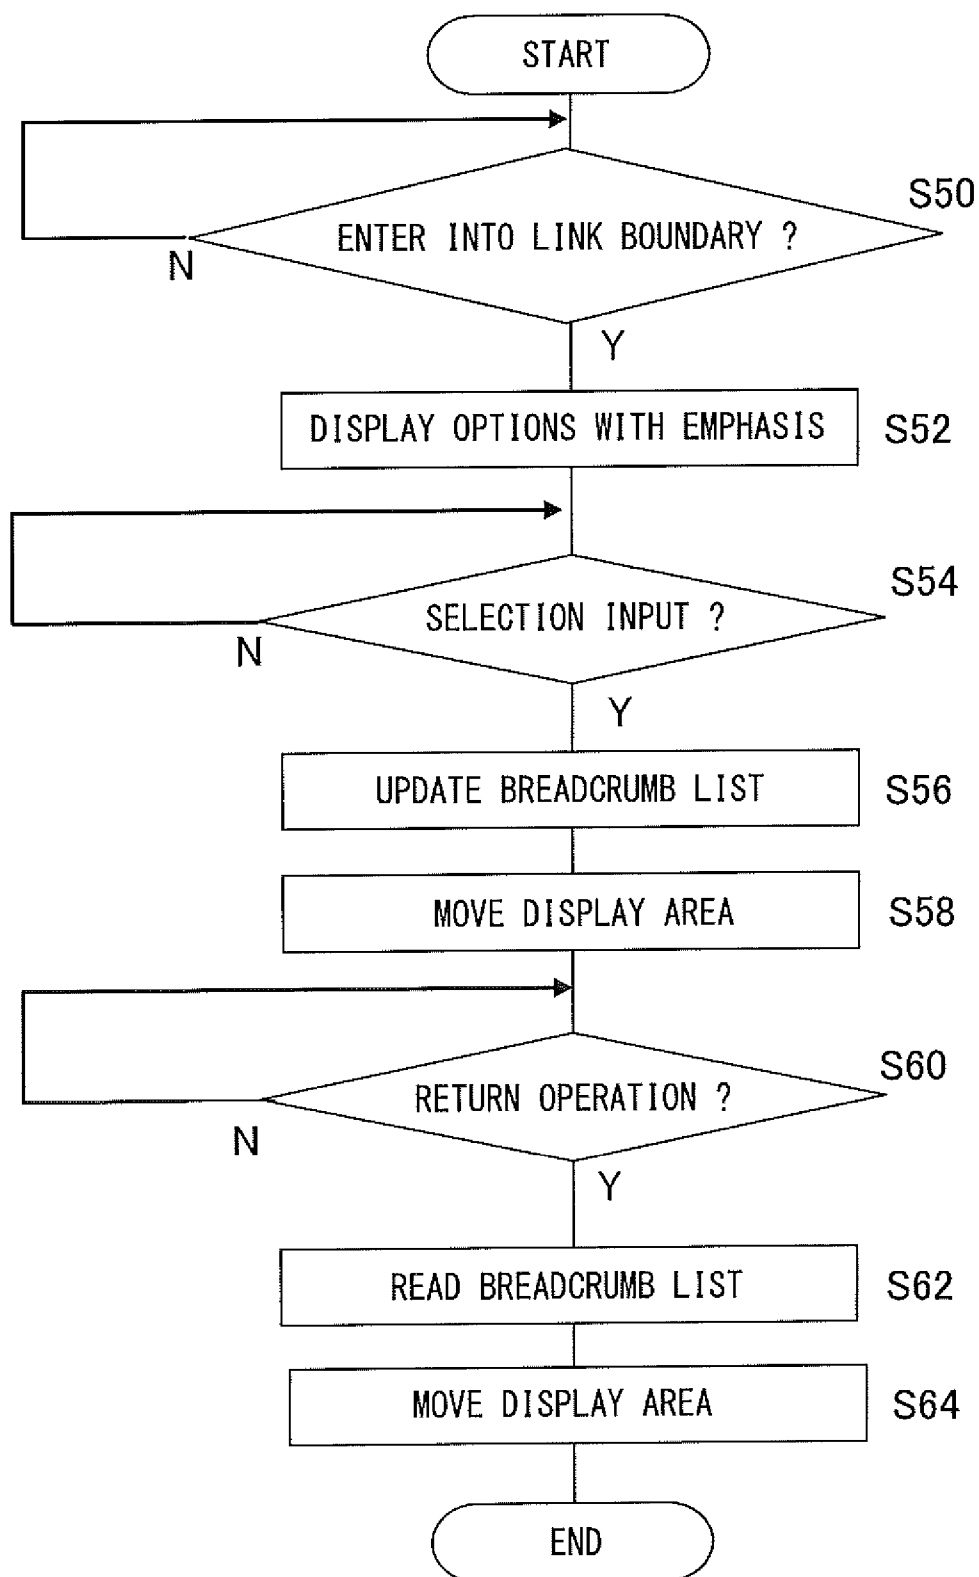 START
ENTER INTO LINK BOUNDARY ?
S50
N
Y
DISPLAY OPTIONS WITH EMPHASIS
S52
SELECTION INPUT ?
S54
N
Y
UPDATE BREADCRUMB LIST
S56
MOVE DISPLAY AREA
S58
RETURN OPERATION ?
S60
N
Y
READ BREADCRUMB LIST
S62
MOVE DISPLAY AREA
S64
END